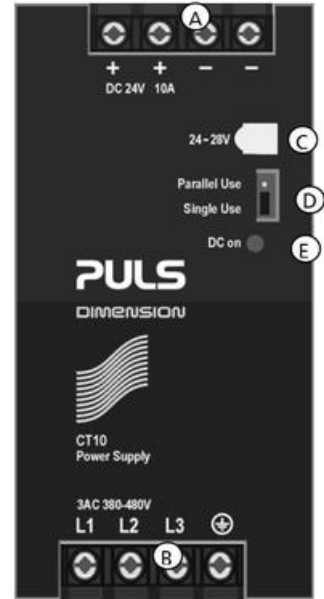 A
+ + − −
DC 24V 10A
24-28V C
Parallel Use
Single Use D
DC on E
PULS
DIMENSION
CT10
Power Supply
3AC 380-480V
L1 L2 L3
B